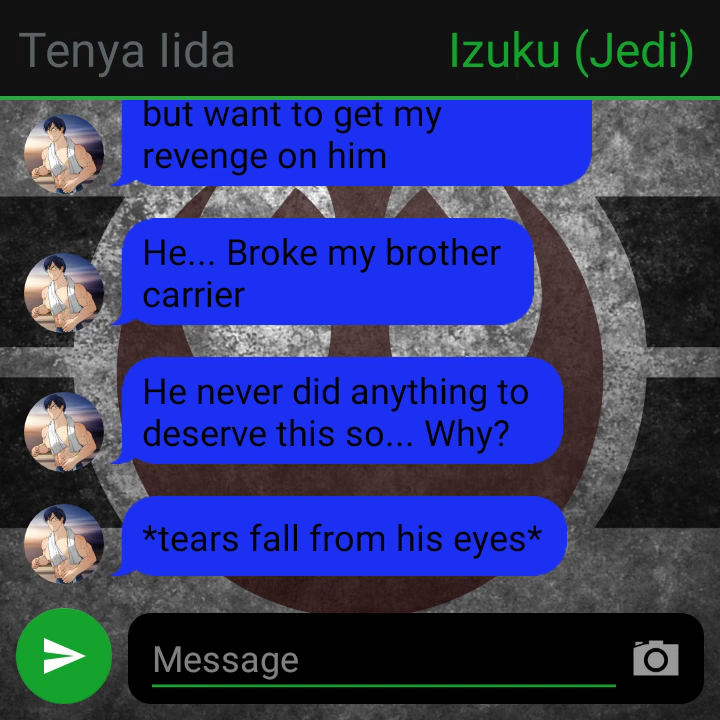 Tenya Iida
Izuku (Jedi)
but want to get my
revenge on him
He... Broke my brother
carrier
He never did anything to
deserve this so... Why?
*tears fall from his eyes*
Message